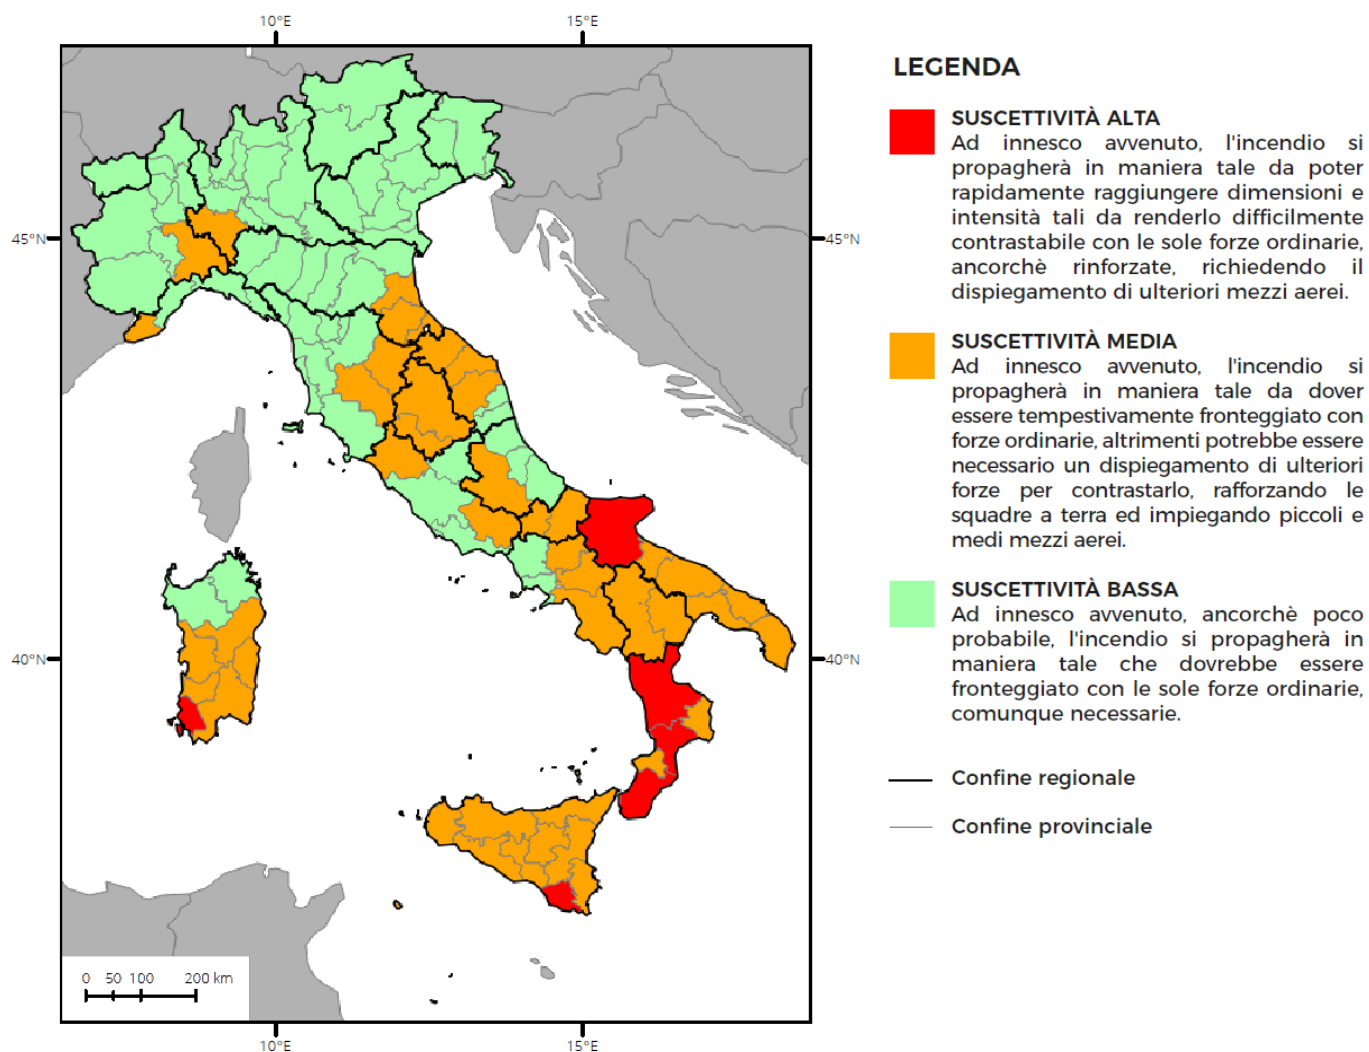 10°E 15°E
LEGENDA
SUSCETTIVITÀ ALTA
Ad innesco avvenuto, l'incendio si
propagherà in maniera tale da poter
rapidamente raggiungere dimensioni e
intensità tali da renderlo difficilmente
contrastabile con le sole forze ordinarie,
ancorchè rinforzate, richiedendo il
dispiegamento di ulteriori mezzi aerei.
SUSCETTIVITÀ MEDIA
Ad innesco avvenuto, l'incendio si
propagherà in maniera tale da dover
essere tempestivamente fronteggiato con
forze ordinarie, altrimenti potrebbe essere
necessario un dispiegamento di ulteriori
forze per contrastarlo, rafforzando le
squadre a terra ed impiegando piccoli e
medi mezzi aerei.
SUSCETTIVITÀ BASSA
Ad innesco avvenuto, ancorchè poco
probabile, l'incendio si propagherà in
maniera tale che dovrebbe essere
fronteggiato con le sole forze ordinarie,
comunque necessarie.
Confine regionale
Confine provinciale
45°N 45°N
40°N 40°N
0 50 100 200 km
10°E 15°E